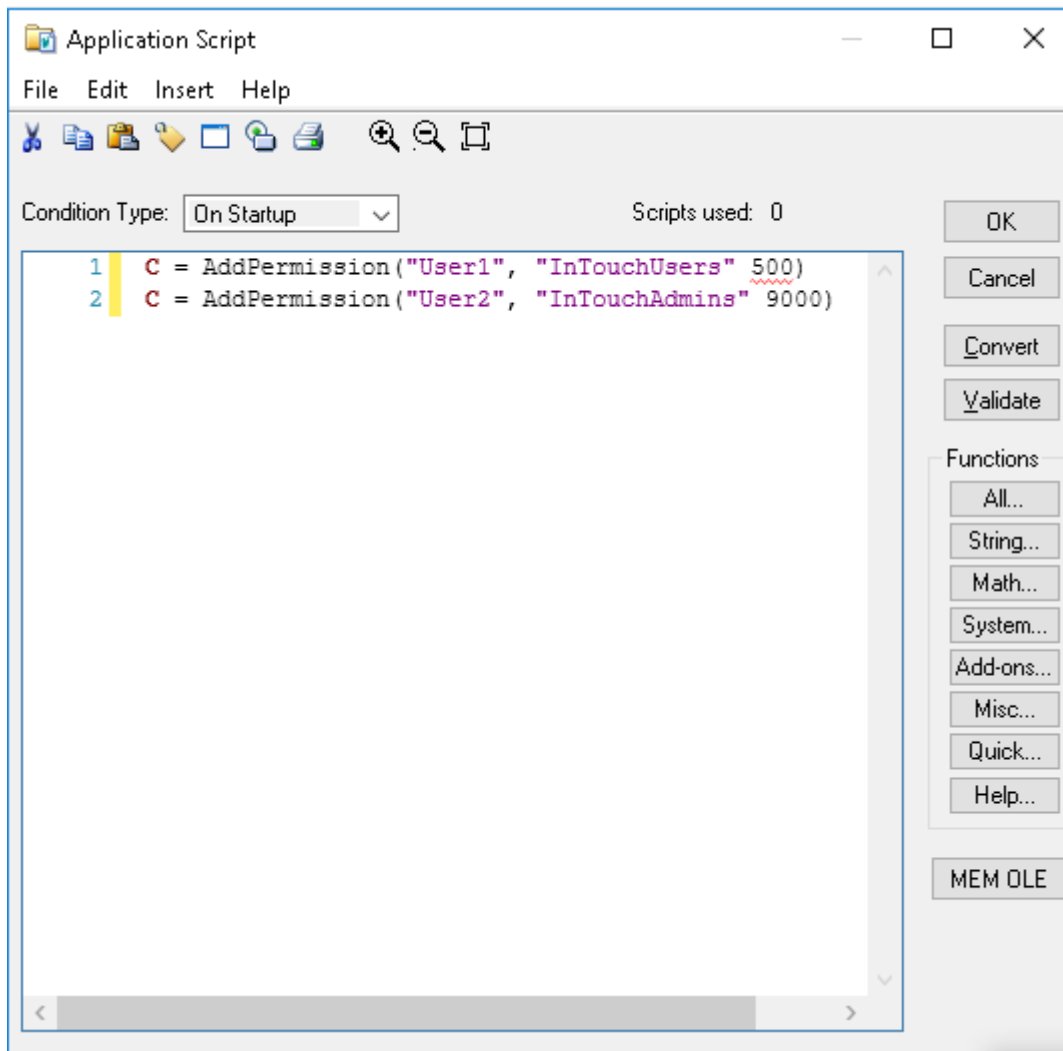 Application Script
File Edit Insert Help
Condition Type: On Startup Scripts used: 0
OK
1 C = AddPermission("User1", "InTouchUsers" 500)
2 C = AddPermission("User2", "InTouchAdmins" 9000)
Cancel
Convert
Validate
Functions
All...
String...
Math...
System...
Add-ons...
Misc...
Quick...
Help...
MEM OLE